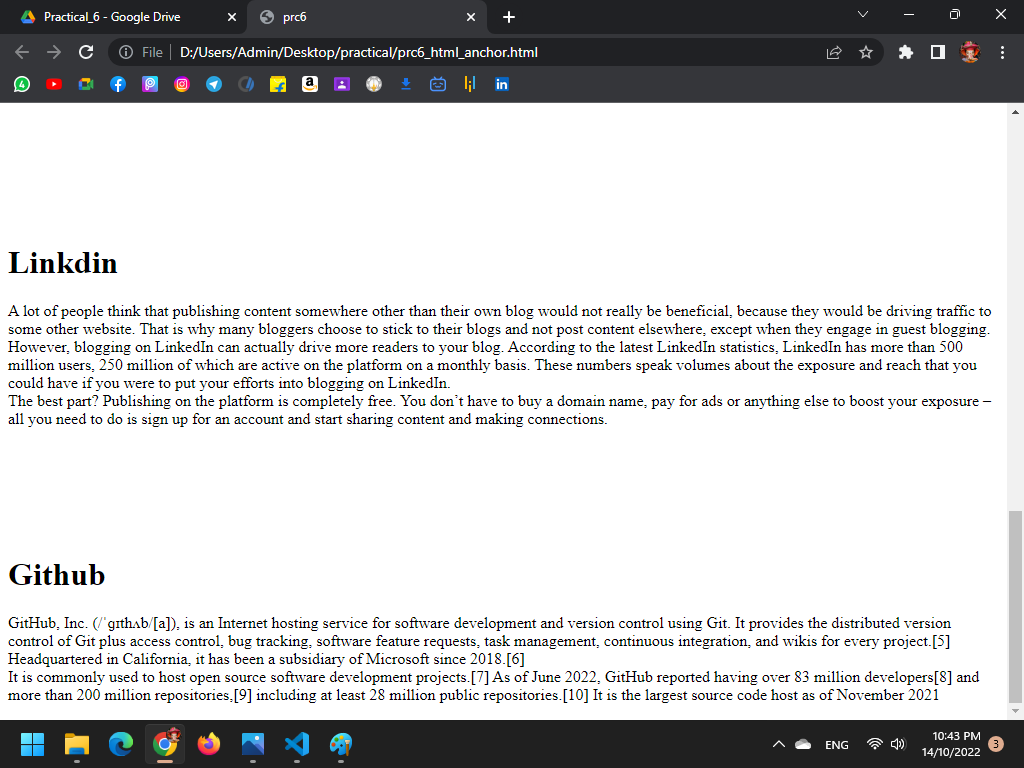 Practical_6 - Google Drive
prc6
File
D:/Users/Admin/Desktop/practical/prc6_html_anchor.html
4
Linkdin
A lot of people think that publishing content somewhere other than their own blog would not really be beneficial, because they would be driving traffic to
some other website. That is why many bloggers choose to stick to their blogs and not post content elsewhere, except when they engage in guest blogging.
However, blogging on LinkedIn can actually drive more readers to your blog. According to the latest LinkedIn statistics, LinkedIn has more than 500
million users, 250 million of which are active on the platform on a monthly basis. These numbers speak volumes about the exposure and reach that you
could have if you were to put your efforts into blogging on LinkedIn.
The best part? Publishing on the platform is completely free. You don’t have to buy a domain name, pay for ads or anything else to boost your exposure –
all you need to do is sign up for an account and start sharing content and making connections.
Github
GitHub, Inc. (/ˈɡɪthʌb/[a]), is an Internet hosting service for software development and version control using Git. It provides the distributed version
control of Git plus access control, bug tracking, software feature requests, task management, continuous integration, and wikis for every project.[5]
Headquartered in California, it has been a subsidiary of Microsoft since 2018.[6]
It is commonly used to host open source software development projects.[7] As of June 2022, GitHub reported having over 83 million developers[8] and
more than 200 million repositories,[9] including at least 28 million public repositories.[10] It is the largest source code host as of November 2021
ENG
10:43 PM
14/10/2022
3